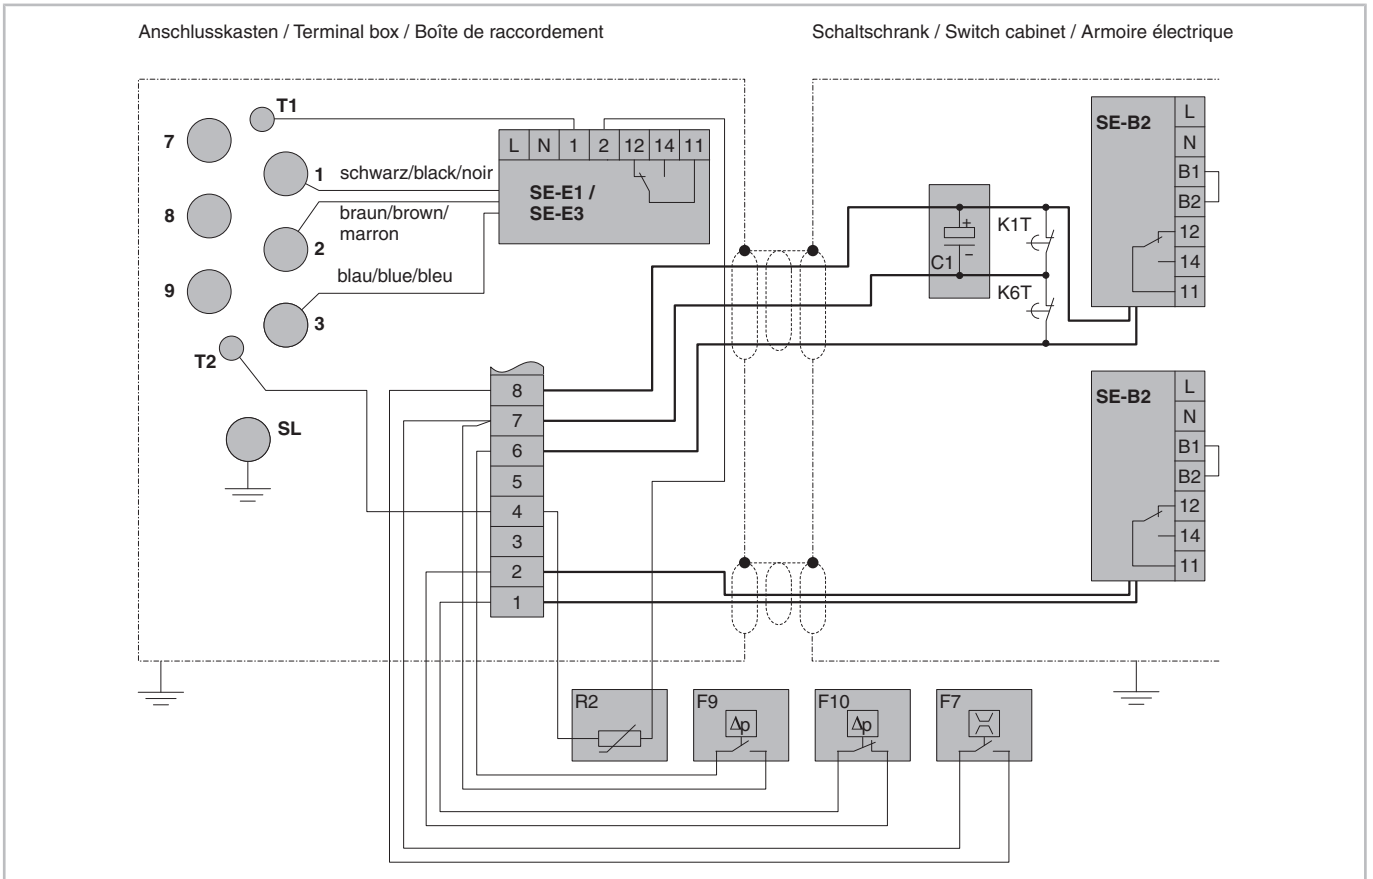 Anschlusskasten / Terminal box / Boîte de raccordement
Schaltschrank / Switch cabinet / Armoire électrique
T1
7
1
schwarz/black/noir
8
braun/brown/
marron
2
9
blau/blue/bleu
3
T2
SL
L N 1 2 12 14 11
SE-E1 /
SE-E3
8
7
6
5
4
3
2
1
C1
+
–
K1T
K6T
SE-B2
L
N
B1
B2
12
14
11
SE-B2
L
N
B1
B2
12
14
11
R2
F9
Δp
F10
Δp
F7